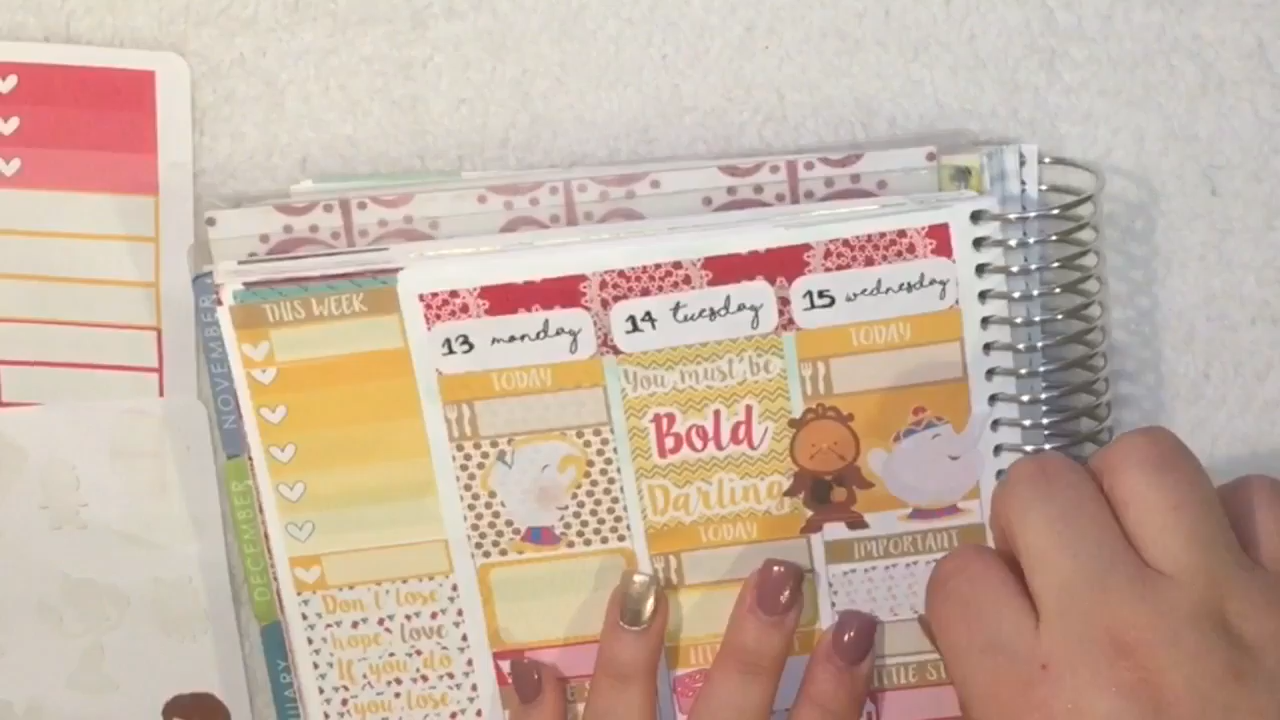 THIS WEEK
13 monday
14 tuesday
15 wednesday
TODAY
TODAY
You must be
Bold
Darling
TODAY
IMPORTANT
Don't lose
hope, love
If you do
you lose
NOVEMBER
DECEMBER